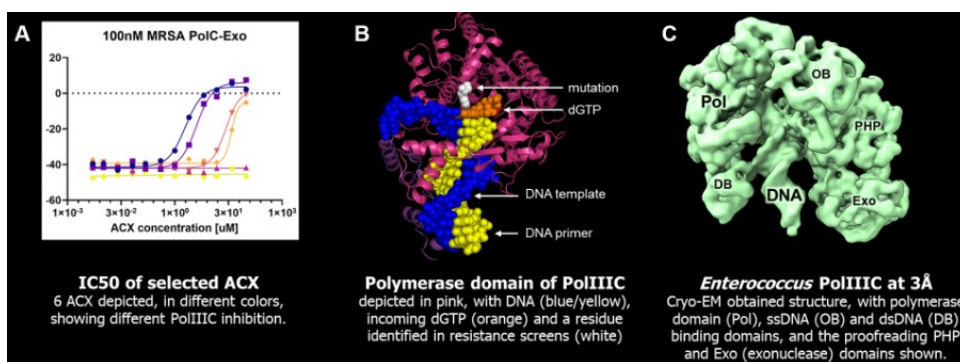 A
100nM MRSA PolC-Exo
20
0
-20
-40
-60
1×10⁻³
3×10⁻²
1×10⁰
3×10¹
1×10³
ACX concentration [uM]
IC50 of selected ACX
6 ACX depicted, in different colors,
showing different PolIIIC inhibition.
B
mutation
dGTP
DNA template
DNA primer
Polymerase domain of PolIIIC
depicted in pink, with DNA (blue/yellow),
incoming dGTP (orange) and a residue
identified in resistance screens (white)
C
OB
Pol
PHP
DB
DNA
Exo
Enterococcus PolIIIC at 3Å
Cryo-EM obtained structure, with polymerase
domain (Pol), ssDNA (OB) and dsDNA (DB)
binding domains, and the proofreading PHP
and Exo (exonuclease) domains shown.